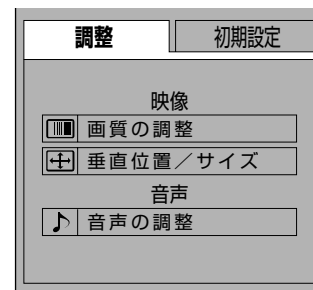 調整 初期設定
映像
画質の調整
垂直位置／サイズ
音声
音声の調整